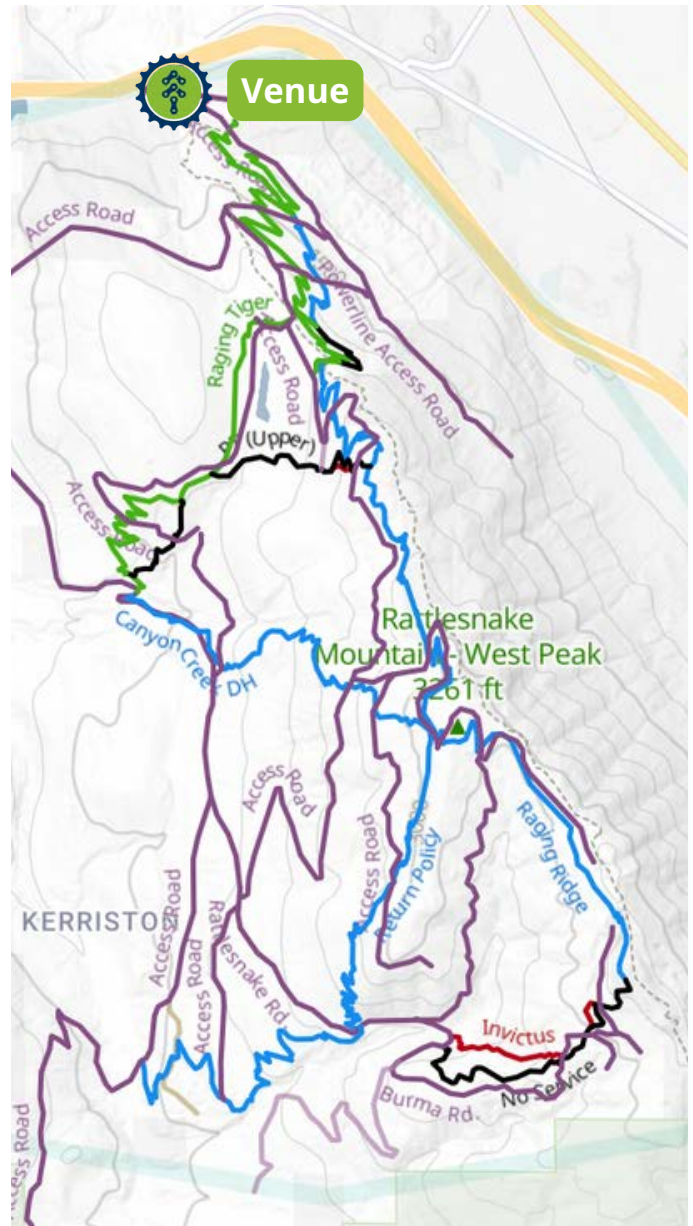 Venue
Access Road
Access Road
Powerline Access Road
Raging Tiger
Access Road
(Upper)
Access Road
Rattlesnake
Mountain - West Peak
3261 ft
Canyon Creek DH
Access Road
Access Road
Return Policy
Raging Ridge
KERRISTON
Access Road
Access Road
Rattlesnake Rd.
Invictus
No Service
Burma Rd.
Access Road